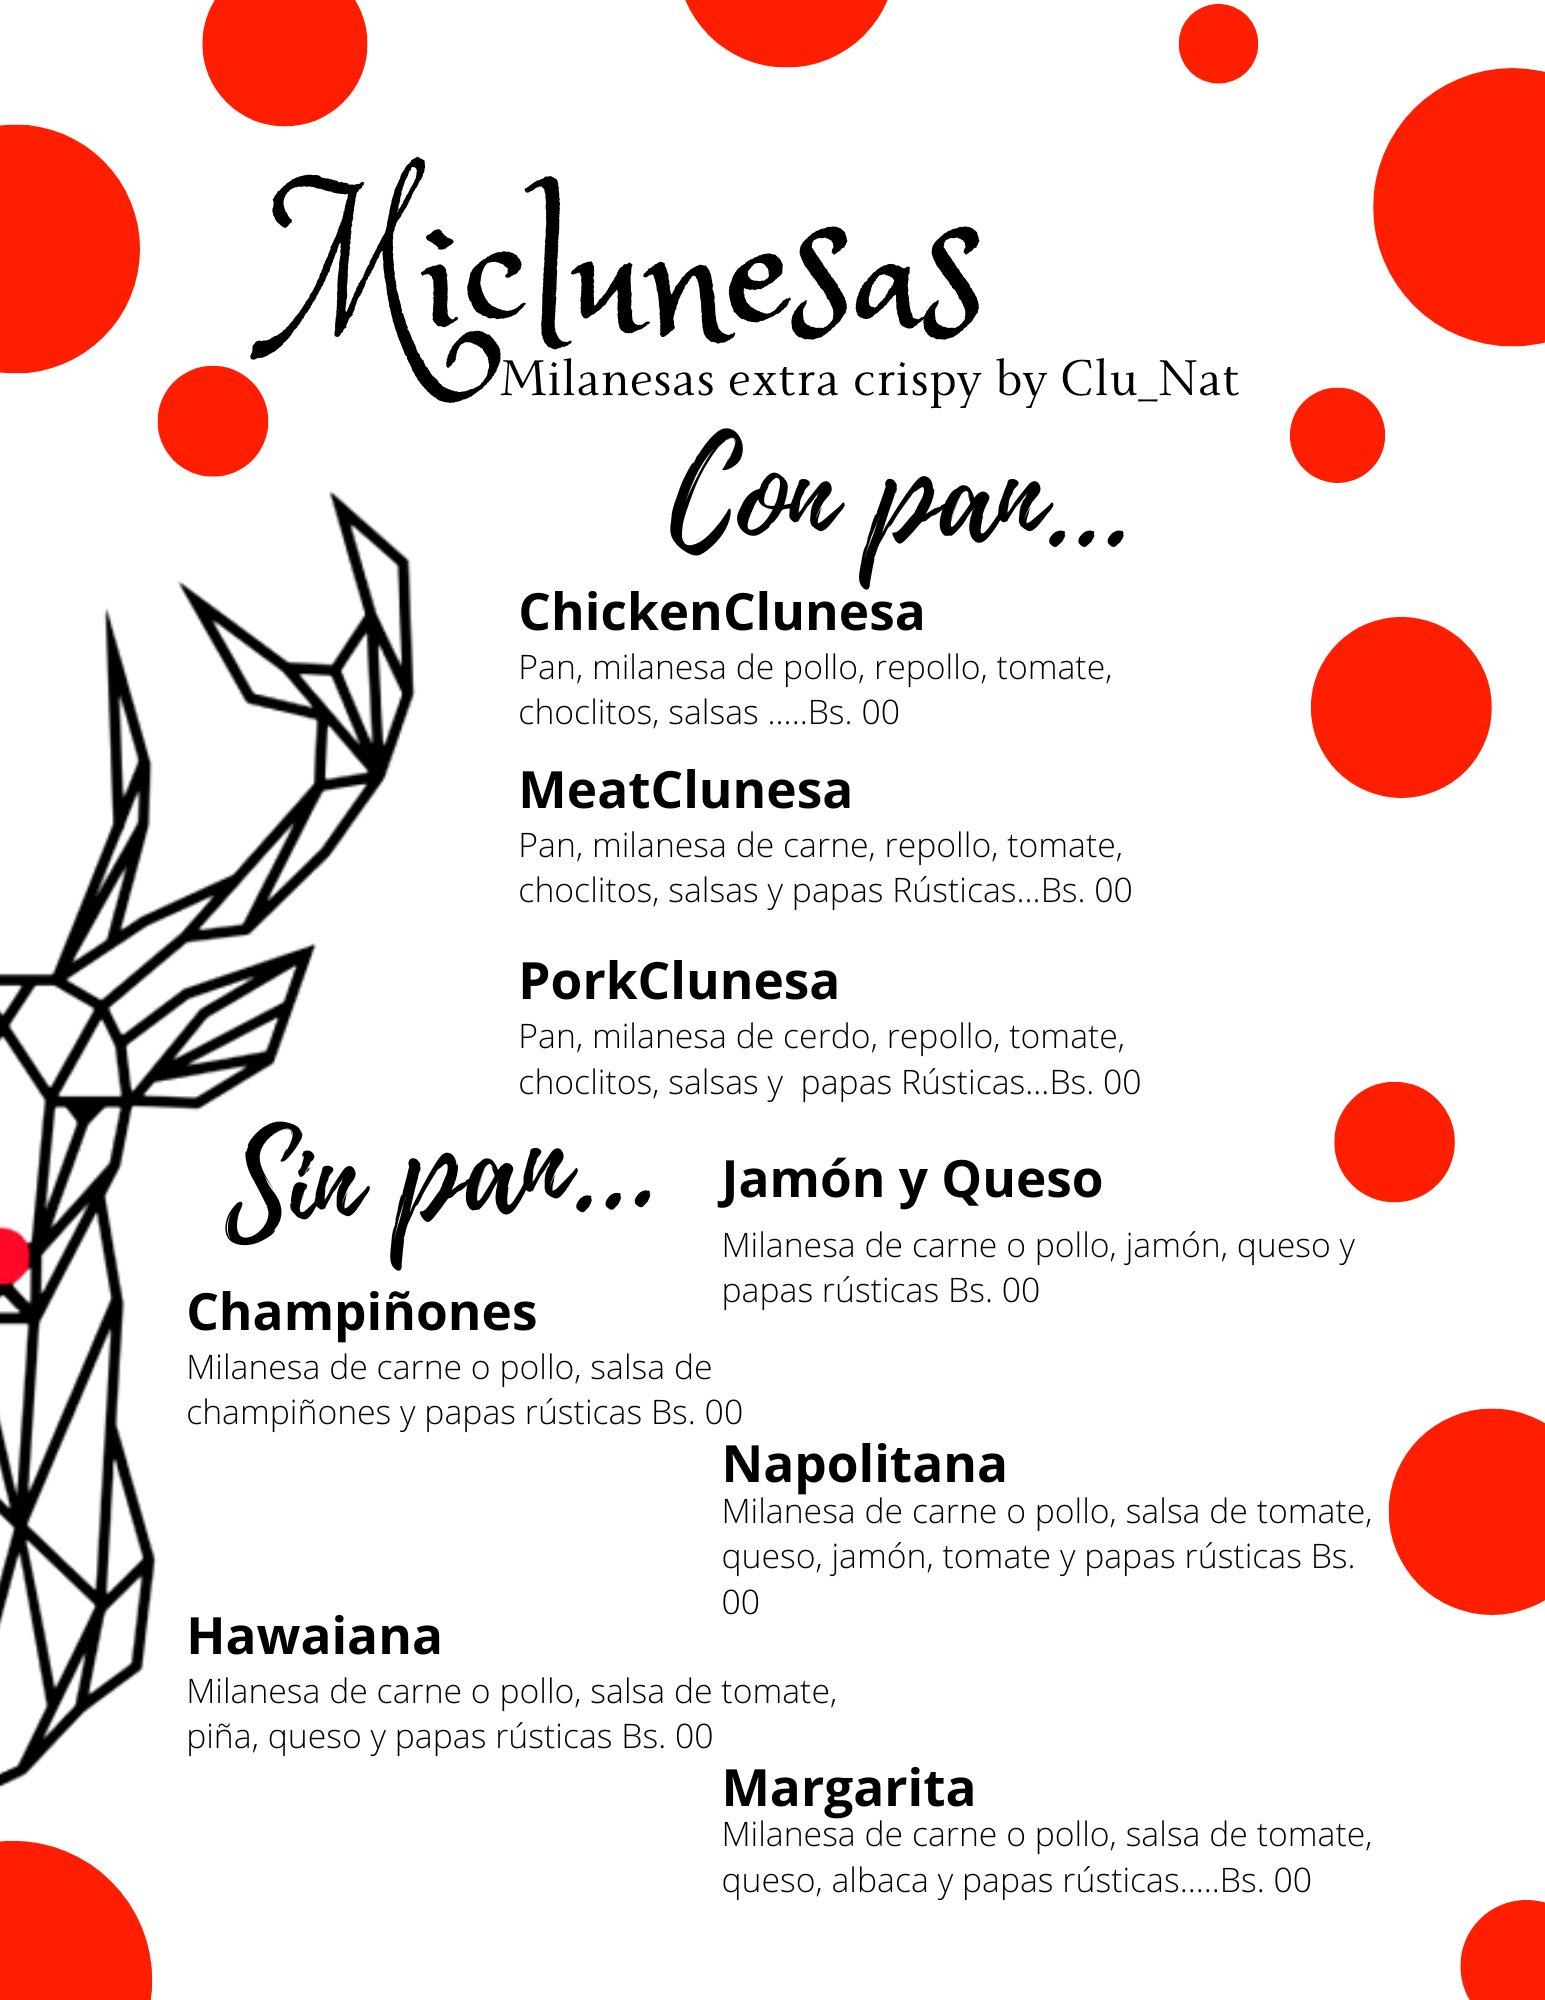 Miclunesas
Milanesas extra crispy by Clu_Nat
Con pan...
ChickenClunesa
Pan, milanesa de pollo, repollo, tomate,
choclitos, salsas .....Bs. 00
MeatClunesa
Pan, milanesa de carne, repollo, tomate,
choclitos, salsas y papas Rústicas...Bs. 00
PorkClunesa
Pan, milanesa de cerdo, repollo, tomate,
choclitos, salsas y  papas Rústicas...Bs. 00
Sin pan...
Champiñones
Milanesa de carne o pollo, salsa de
champiñones y papas rústicas Bs. 00
Hawaiana
Milanesa de carne o pollo, salsa de tomate,
piña, queso y papas rústicas Bs. 00
Jamón y Queso
Milanesa de carne o pollo, jamón, queso y
papas rústicas Bs. 00
Napolitana
Milanesa de carne o pollo, salsa de tomate,
queso, jamón, tomate y papas rústicas Bs.
00
Margarita
Milanesa de carne o pollo, salsa de tomate,
queso, albaca y papas rústicas.....Bs. 00